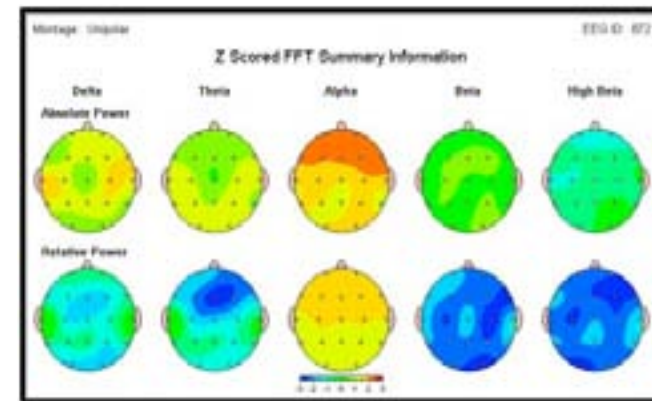 Montage: Unipolar EEG ID: 872
Z Scored FFT Summary Information
Delta Theta Alpha Beta High Beta
Absolute Power
Relative Power